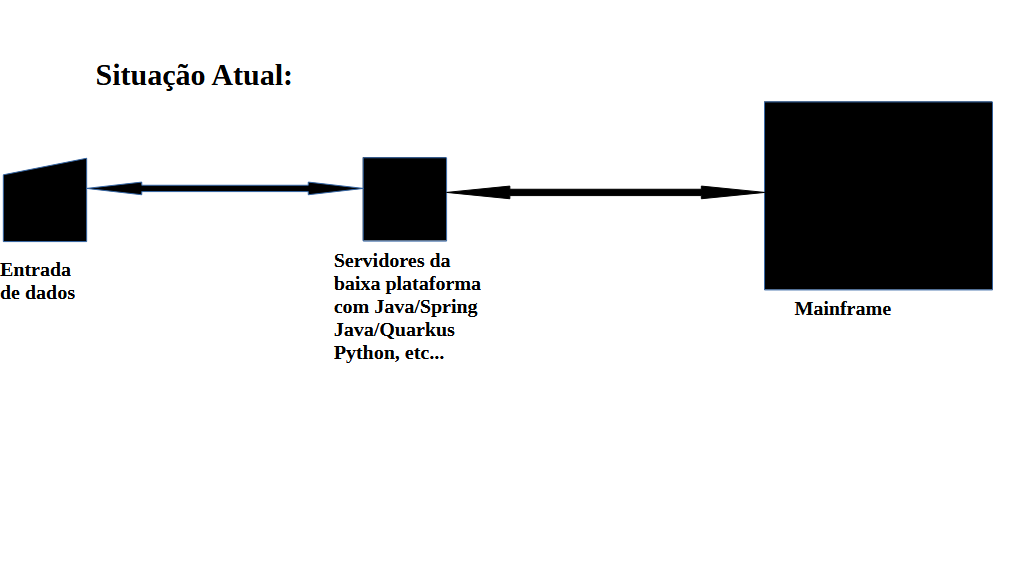 Situação Atual:
Entrada
de dados
Servidores da
baixa plataforma
com Java/Spring
Java/Quarkus
Python, etc...
Mainframe